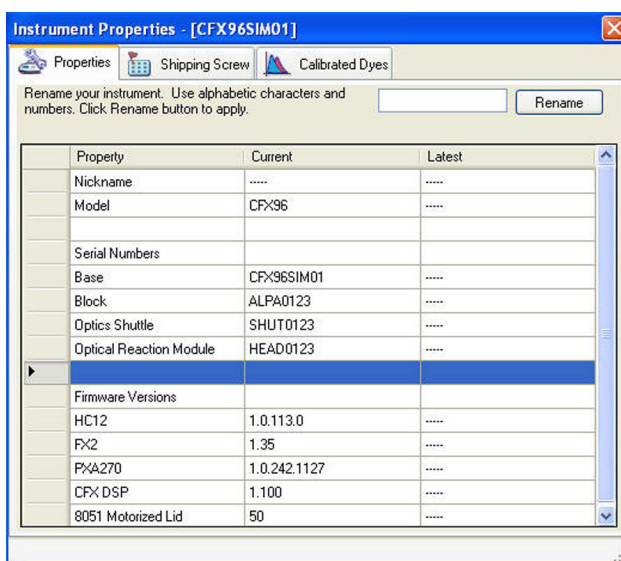 Instrument Properties - [CFX96SIM01]
Properties Shipping Screw Calibrated Dyes
Rename your instrument. Use alphabetic characters and
numbers. Click Rename button to apply.
Rename
Property Current Latest
Nickname ----- -----
Model CFX96 -----
Serial Numbers
Base CFX96SIM01 -----
Block ALPA0123 -----
Optics Shuttle SHUT0123 -----
Optical Reaction Module HEAD0123 -----
Firmware Versions
HC12 1.0.113.0 -----
FX2 1.35 -----
PXA270 1.0.242.1127 -----
CFX DSP 1.100 -----
8051 Motorized Lid 50 -----